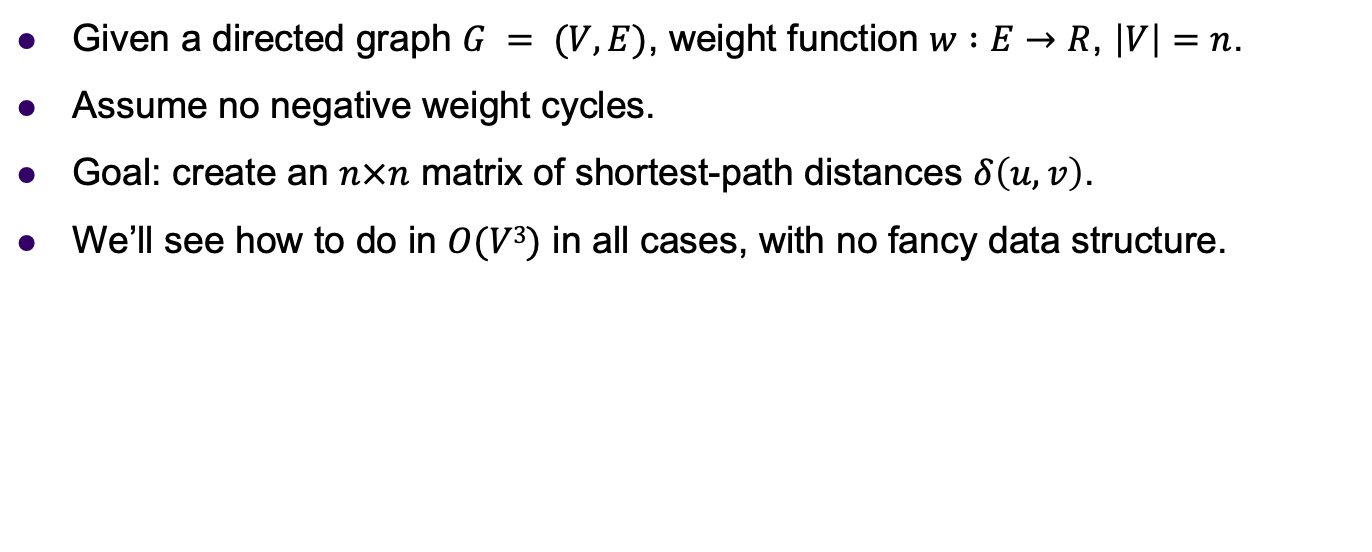 • Given a directed graph G = (V, E), weight function w : E → R, |V| = n.
• Assume no negative weight cycles.
• Goal: create an n×n matrix of shortest-path distances δ(u, v).
• We’ll see how to do in O(V³) in all cases, with no fancy data structure.